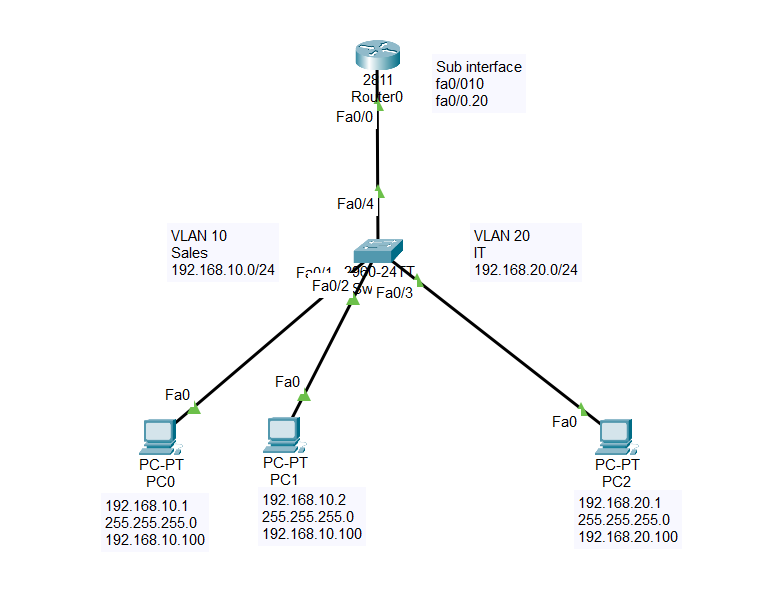 2811
Router0
Sub interface
fa0/010
fa0/0.20
Fa0/0
Fa0/4
VLAN 10
Sales
192.168.10.0/24
VLAN 20
IT
192.168.20.0/24
Fa0/1
2960-24TT
Fa0/2
Sw
Fa0/3
Fa0
PC-PT
PC0
192.168.10.1
255.255.255.0
192.168.10.100
Fa0
PC-PT
PC1
192.168.10.2
255.255.255.0
192.168.10.100
Fa0
PC-PT
PC2
192.168.20.1
255.255.255.0
192.168.20.100